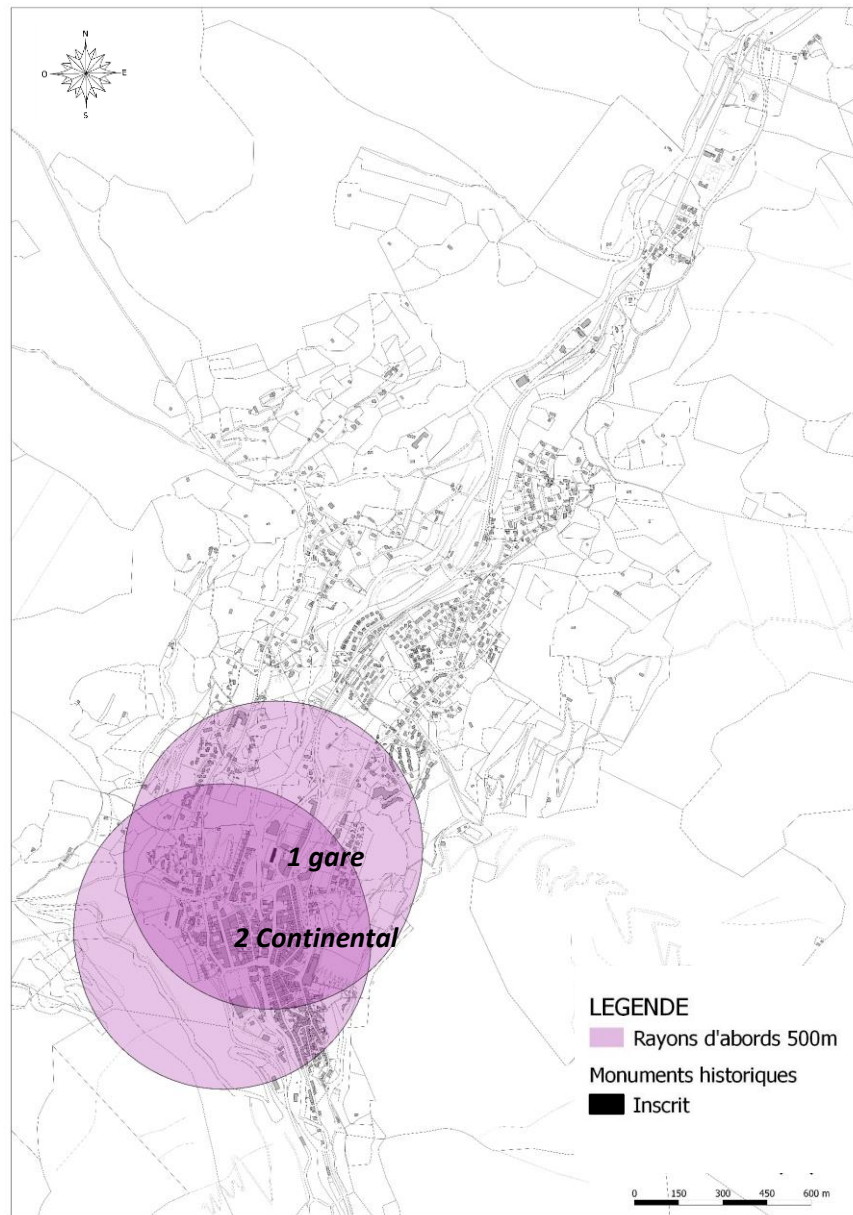 N
O E
S
1 gare
2 Continental
LEGENDE
Rayons d'abords 500m
Monuments historiques
Inscrit
0 150 300 450 600 m